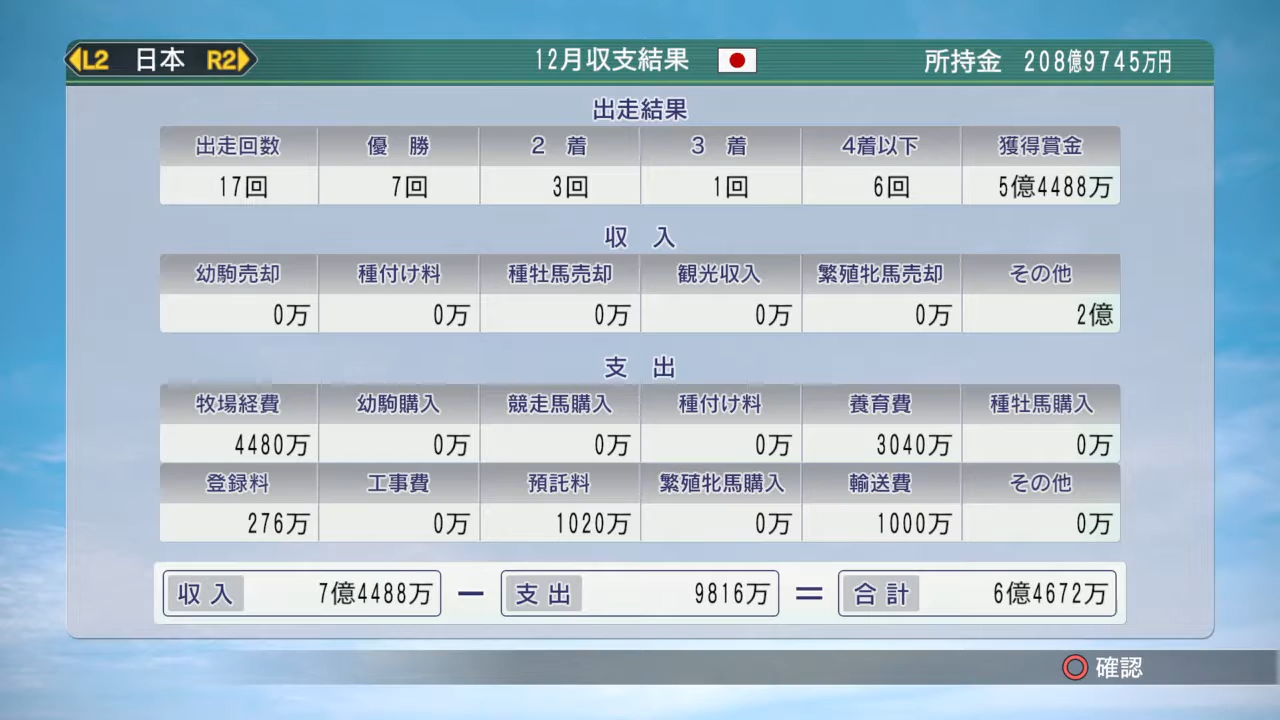 L2 日本 R2 12月収支結果 所持金 208億9745万円
出走結果
出走回数 優 勝 2 着 3 着 4着以下 獲得賞金
17回 7回 3回 1回 6回 5億4488万
収 入
幼駒売却 種付け料 種牡馬売却 観光収入 繁殖牝馬売却 その他
0万 0万 0万 0万 0万 2億
支 出
牧場経費 幼駒購入 競走馬購入 種付け料 養育費 種牡馬購入
4480万 0万 0万 0万 3040万 0万
登録料 工事費 預託料 繁殖牝馬購入 輸送費 その他
276万 0万 1020万 0万 1000万 0万
収 入 7億4488万 － 支 出 9816万 ＝ 合 計 6億4672万
確認